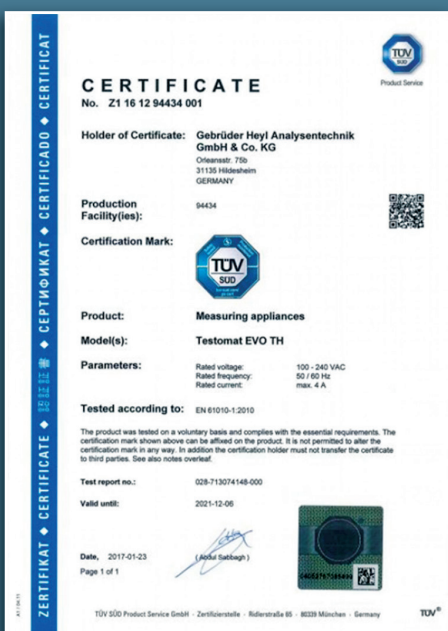 ZERTIFIKAT ◆ CERTIFICATE ◆ 認証証書 ◆ СЕРТИФИКАТ ◆ CERTIFICADO ◆ CERTIFICAT
TÜV
SÜD
Product Service
CERTIFICATE
No. Z1 16 12 94434 001
Holder of Certificate: Gebrüder Heyl Analysentechnik
GmbH & Co. KG
Orleansstr. 75b
31135 Hildesheim
GERMANY
Production 94434
Facility(ies):
Certification Mark:
TÜV
SÜD
Product: Measuring appliances
Model(s): Testomat EVO TH
Parameters: Rated voltage: 100 - 240 VAC
Rated frequency: 50 / 60 Hz
Rated current: max. 4 A
Tested according to: EN 61010-1:2010
The product was tested on a voluntary basis and complies with the essential requirements. The
certification mark shown above can be affixed on the product. It is not permitted to alter the
certification mark in any way. In addition the certification holder must not transfer the certificate
to third parties. See also notes overleaf.
Test report no.: 028-713074148-000
Valid until: 2021-12-06
Date, 2017-01-23 ( Abdul Sabbagh )
Page 1 of 1
TÜV SÜD Product Service GmbH · Zertifizierstelle · Ridlerstraße 65 · 80339 München · Germany TÜV®